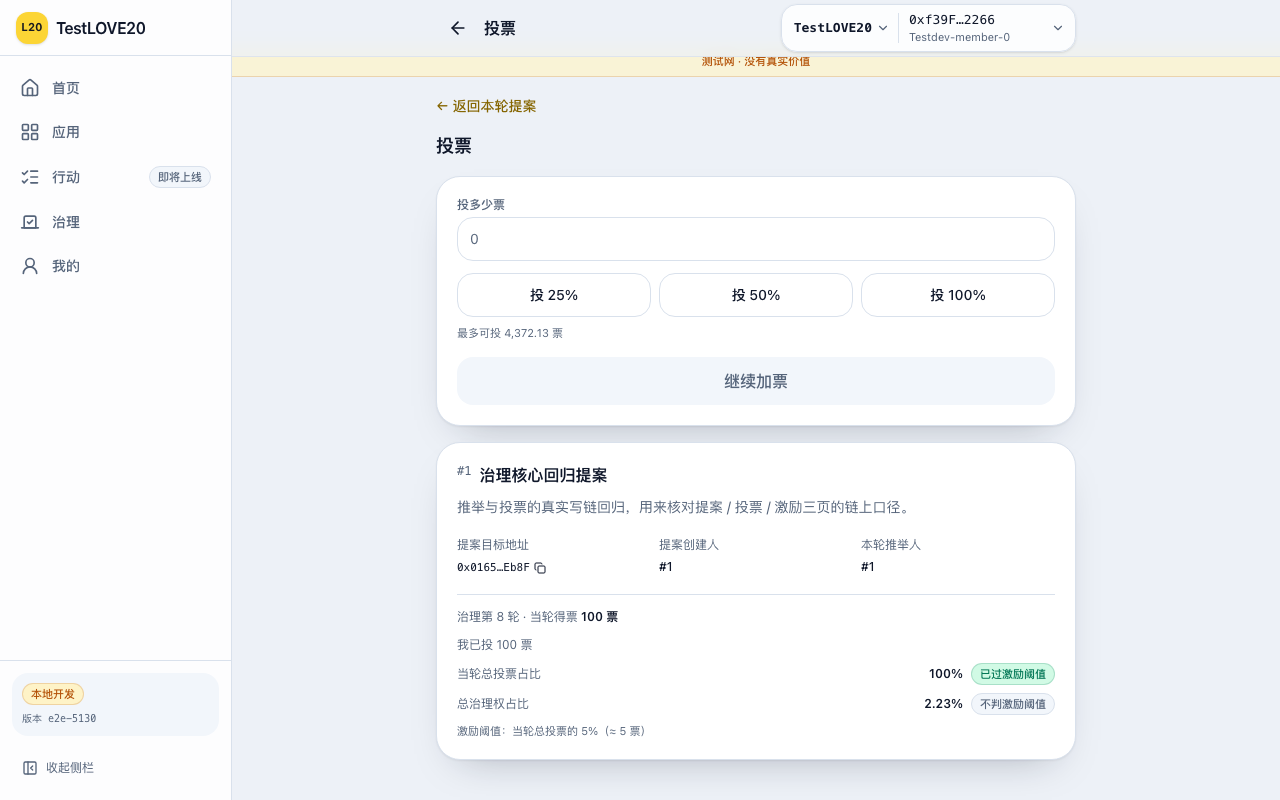 L20 TestLOVE20
首页
应用
行动 即将上线
治理
我的
本地开发
版本 e2e-5130
收起侧栏
← 投票
TestLOVE20
0xf39F…2266
Testdev-member-0
测试网 · 没有真实价值
← 返回本轮提案
投票
投多少票
0
投 25% 投 50% 投 100%
最多可投 4,372.13 票
继续加票
#1 治理核心回归提案
推举与投票的真实写链回归，用来核对提案 / 投票 / 激励三页的链上口径。
提案目标地址 提案创建人 本轮推举人
0x0165…Eb8F #1 #1
治理第 8 轮 · 当轮得票 100 票
我已投 100 票
当轮总投票占比 100% 已过激励阈值
总治理权占比 2.23% 不判激励阈值
激励阈值：当轮总投票的 5%（≈ 5 票）